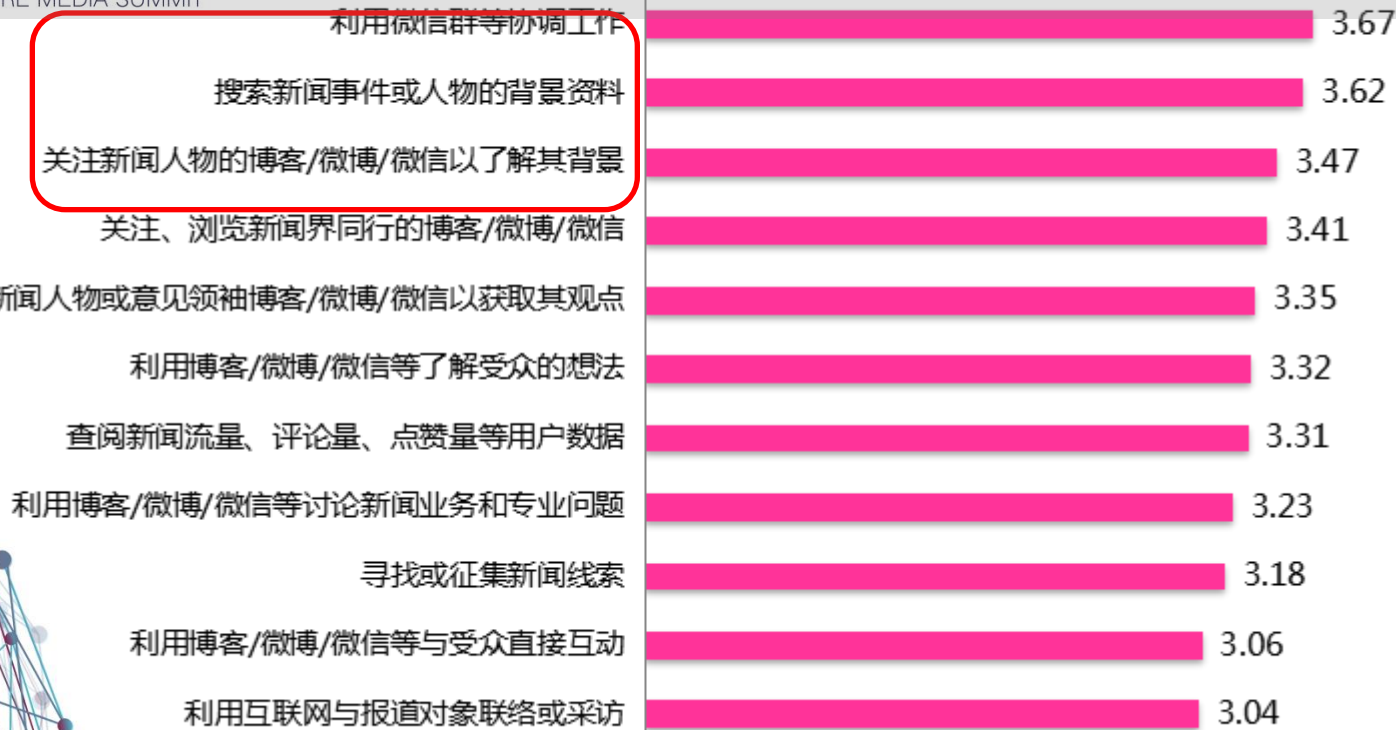 RE MEDIA SUMMIT
利用微信群等协调工作 3.67
搜索新闻事件或人物的背景资料 3.62
关注新闻人物的博客/微博/微信以了解其背景 3.47
关注、浏览新闻界同行的博客/微博/微信 3.41
新闻人物或意见领袖博客/微博/微信以获取其观点 3.35
利用博客/微博/微信等了解受众的想法 3.32
查阅新闻流量、评论量、点赞量等用户数据 3.31
利用博客/微博/微信等讨论新闻业务和专业问题 3.23
寻找或征集新闻线索 3.18
利用博客/微博/微信等与受众直接互动 3.06
利用互联网与报道对象联络或采访 3.04